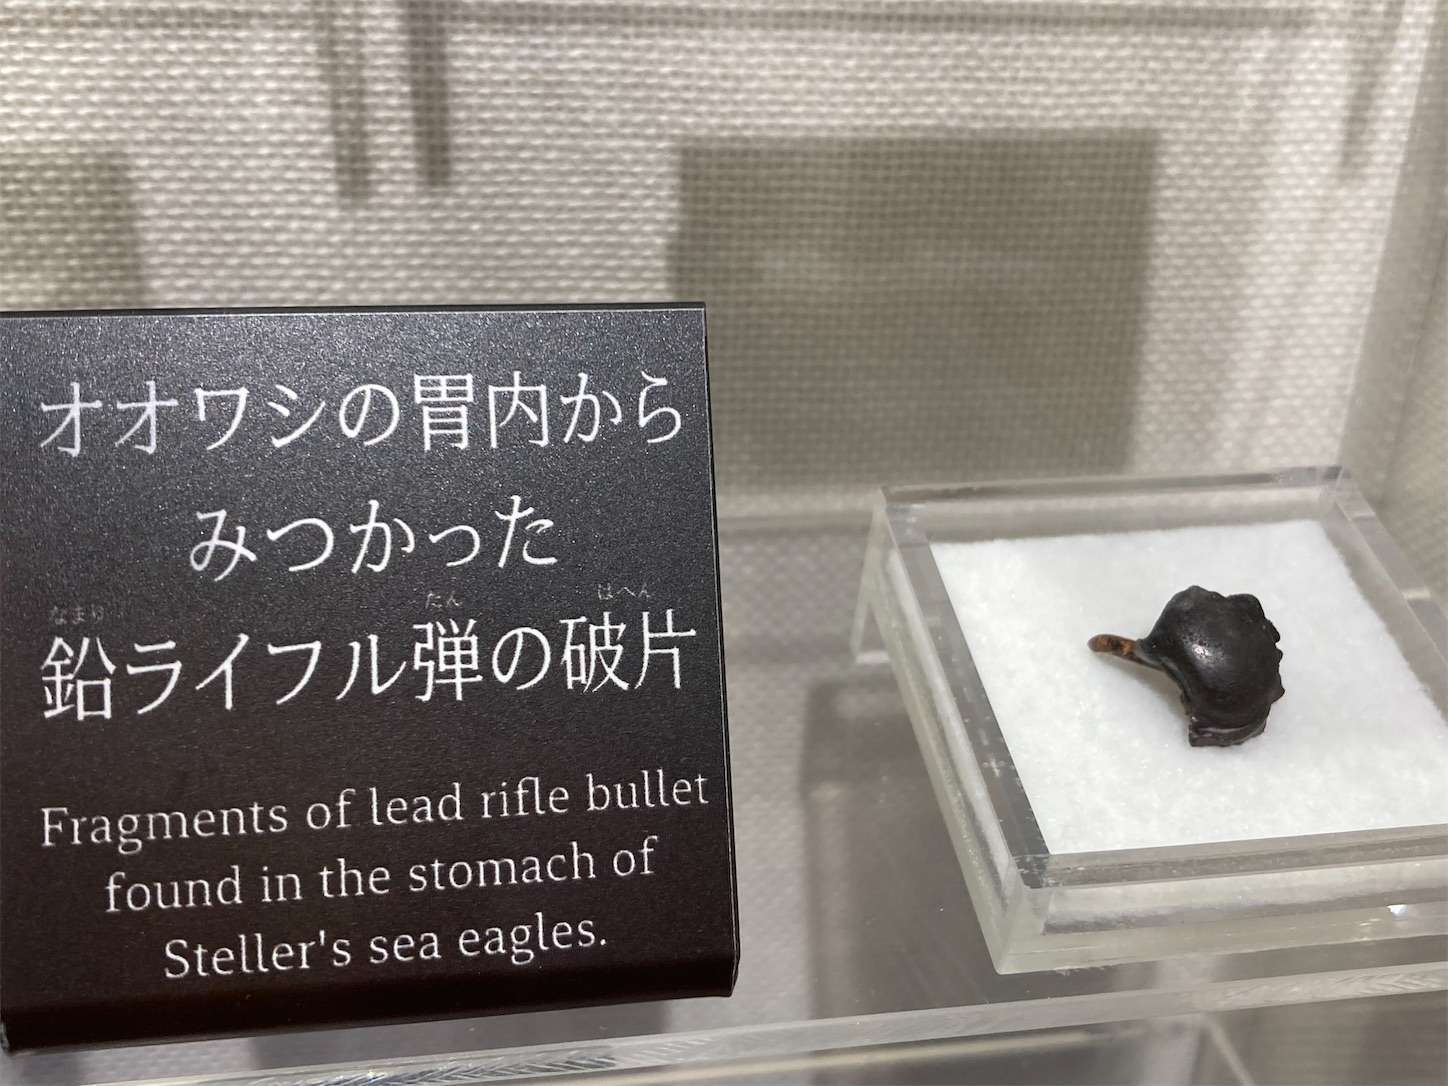 オオワシの胃内から
みつかった
なまり たん はへん
鉛ライフル弾の破片
Fragments of lead rifle bullet
found in the stomach of
Steller's sea eagles.